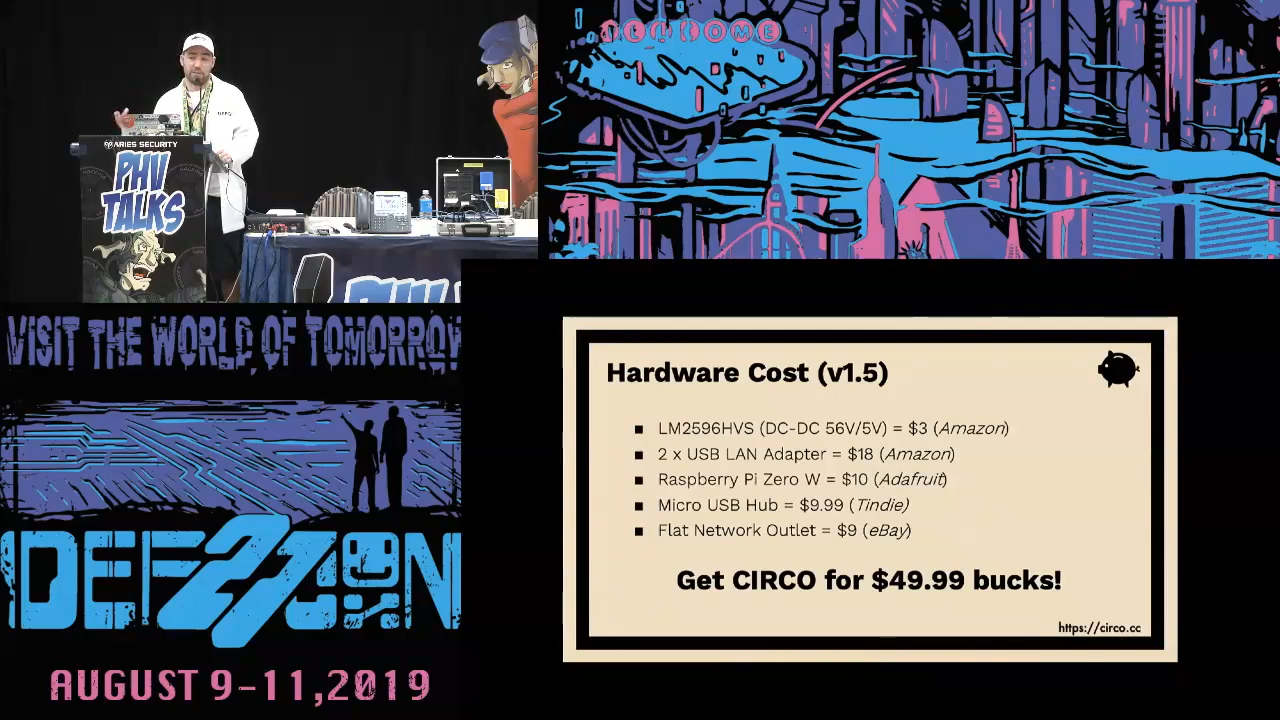 WELCOME
ARIES SECURITY
PHV
TALKS
VISIT THE WORLD OF TOMORROW
DEF 27 CON
AUGUST 9-11,2019
Hardware Cost (v1.5)
▪ LM2596HVS (DC-DC 56V/5V) = $3 (Amazon)
▪ 2 x USB LAN Adapter = $18 (Amazon)
▪ Raspberry Pi Zero W = $10 (Adafruit)
▪ Micro USB Hub = $9.99 (Tindie)
▪ Flat Network Outlet = $9 (eBay)
Get CIRCO for $49.99 bucks!
https://circo.cc